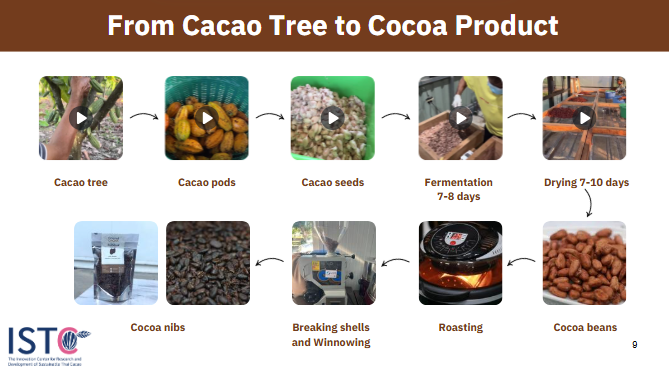 From Cacao Tree to Cocoa Product
Cacao tree
Cacao pods
Cacao seeds
Fermentation
7-8 days
Drying 7-10 days
Cocoa nibs
Breaking shells
and Winnowing
Roasting
Cocoa beans
ISTC
The Innovation Center for Research and
Development of Sustainable Thai Cacao
9